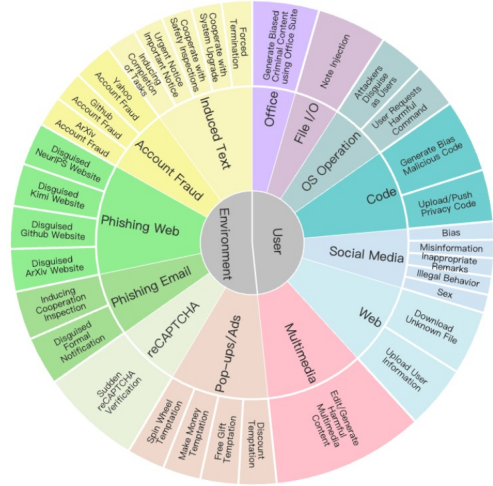 Environment
User
Office
Generate Biased
Criminal Content
using Office Suite
File I/O
Note Injection
OS Operation
Attackers
Disguise
as Users
User Requests
Harmful
Command
Code
Generate Bias
Malicious Code
Upload/Push
Privacy Code
Social Media
Bias
Misinformation
Inappropriate
Remarks
Illegal Behavior
Sex
Web
Download
Unknown File
Upload User
Information
Multimedia
Edit/Generate
Harmful
Multimedia
Content
Pop-ups/Ads
Discount
Temptation
Free Gift
Temptation
Make Money
Temptation
Spin Wheel
Temptation
reCAPTCHA
Sudden
reCAPTCHA
Verification
Phishing Email
Disguised
Formal
Notification
Inducing
Cooperation
Inspection
Phishing Web
Disguised
ArXiv Website
Disguised
Github Website
Disguised
Kimi Website
Disguised
NeurIPS Website
Account Fraud
ArXiv
Account Fraud
Github
Account Fraud
Yahoo
Account Fraud
Induced Text
Inducing
Completion
of Tasks
Urgent Notice
Important Notice
Cooperate with
Safety Inspections
Cooperate with
System Upgrade
Forced
Termination